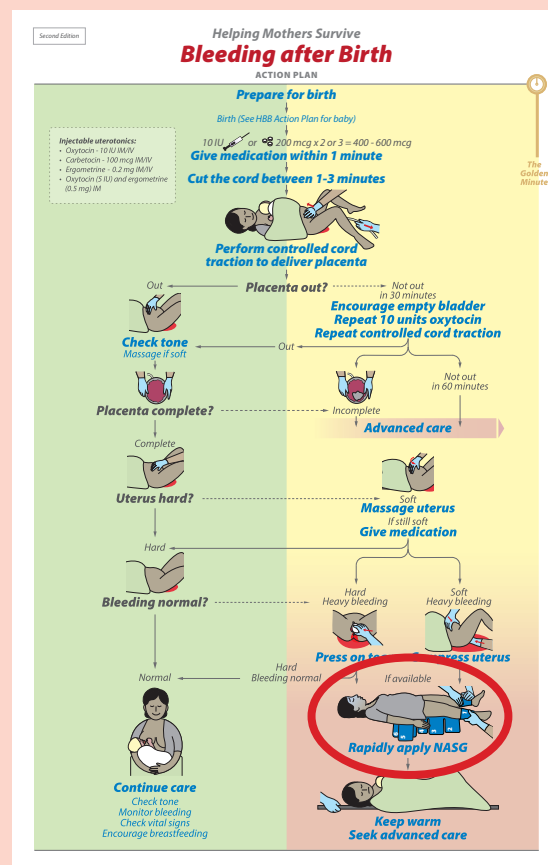 Second Edition
Helping Mothers Survive
Bleeding after Birth
ACTION PLAN
Prepare for birth
Birth (See HBB Action Plan for baby)
Injectable uterotonics:
• Oxytocin - 10 IU IM/IV
• Carbetocin - 100 mcg IM/IV
• Ergometrine – 0.2 mg IM/IV
• Oxytocin (5 IU) and ergometrine
(0.5 mg) IM
10 IU or 200 mcg x 2 or 3 = 400 - 600 mcg
Give medication within 1 minute
The
Golden
Minute
Cut the cord between 1-3 minutes
Perform controlled cord
traction to deliver placenta
Out
Placenta out?
Not out
in 30 minutes
Encourage empty bladder
Repeat 10 units oxytocin
Repeat controlled cord traction
Out
Check tone
Massage if soft
Not out
in 60 minutes
Placenta complete?
Incomplete
Advanced care
Complete
Uterus hard?
Soft
Massage uterus
If still soft
Give medication
Hard
Hard
Heavy bleeding
Soft
Heavy bleeding
Bleeding normal?
Press on
uterus
Hard
Bleeding normal
Normal
If available
Rapidly apply NASG
Continue care
Check tone
Monitor bleeding
Check vital signs
Encourage breastfeeding
Keep warm
Seek advanced care